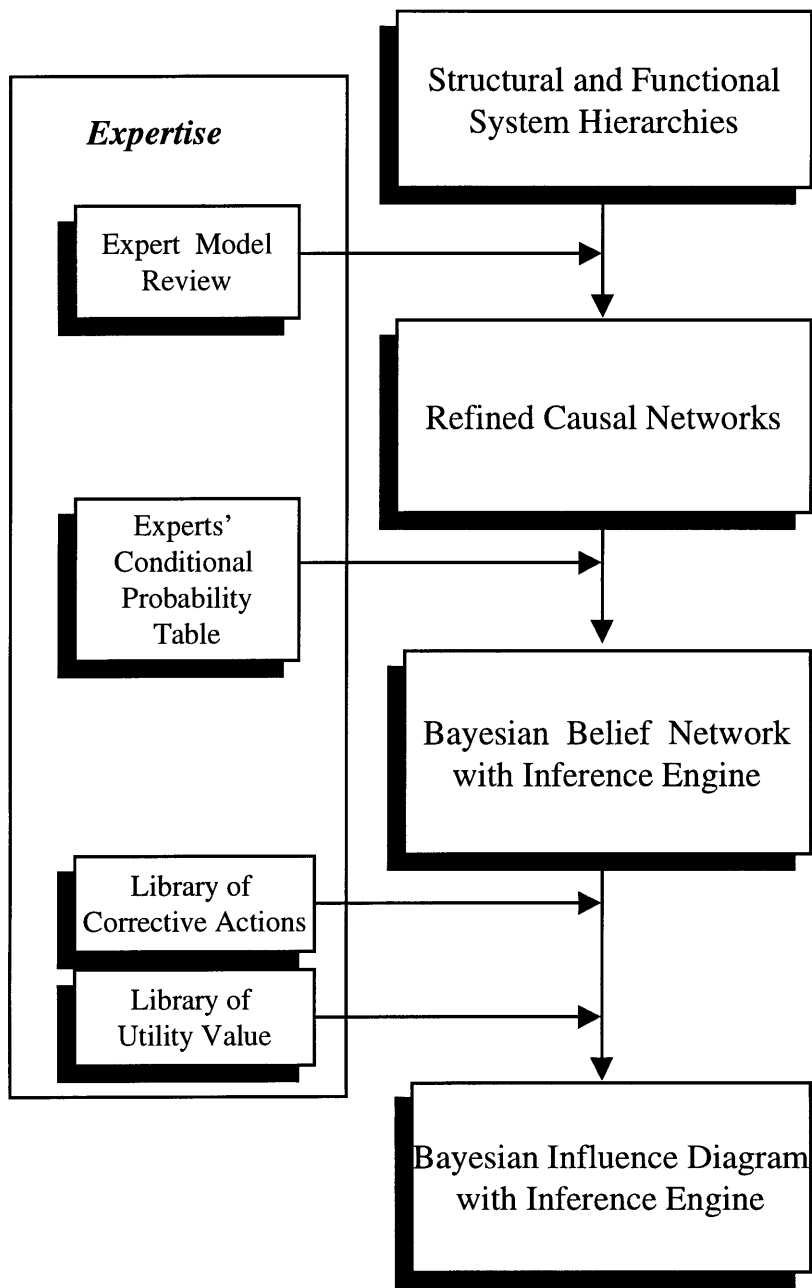 Structural and Functional
System Hierarchies
Expertise
Expert Model
Review
Refined Causal Networks
Experts'
Conditional
Probability
Table
Bayesian Belief Network
with Inference Engine
Library of
Corrective Actions
Library of
Utility Value
Bayesian Influence Diagram
with Inference Engine